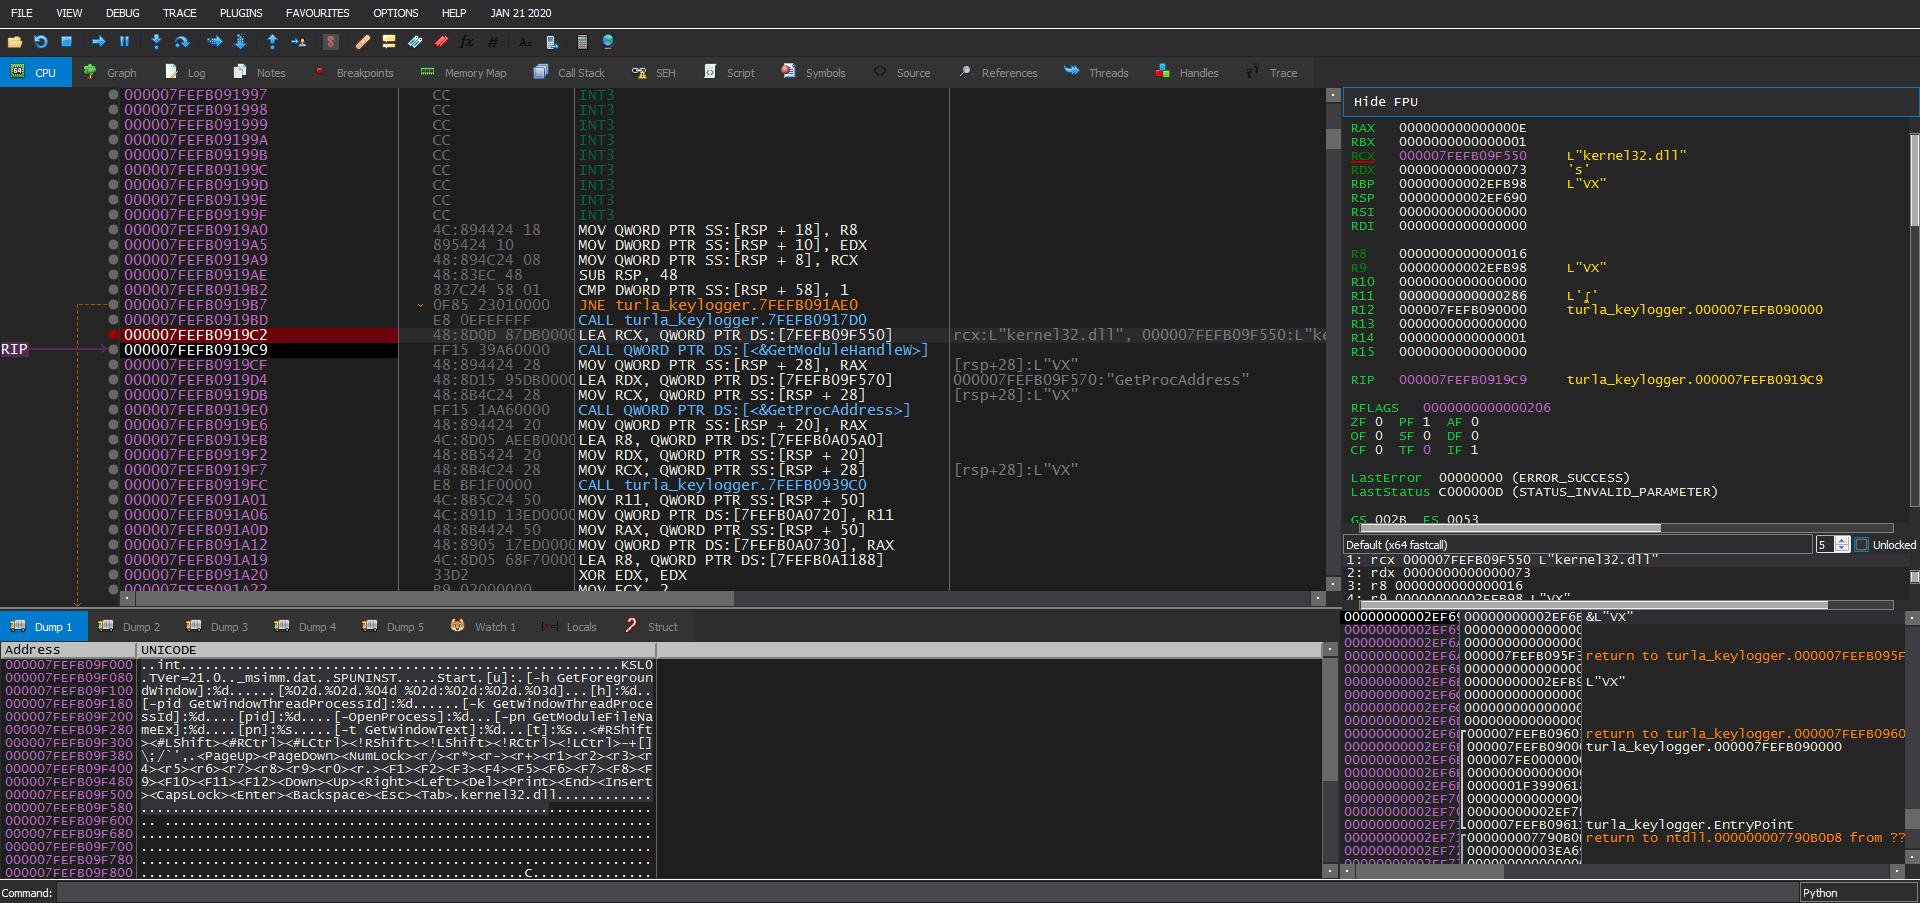 FILE VIEW DEBUG TRACE PLUGINS FAVOURITES OPTIONS HELP JAN 21 2020
CPU Graph Log Notes Breakpoints Memory Map Call Stack SEH Script Symbols Source References Threads Handles Trace
000007FEFB091997 CC INT3
000007FEFB091998 CC INT3
000007FEFB091999 CC INT3
000007FEFB09199A CC INT3
000007FEFB09199B CC INT3
000007FEFB09199C CC INT3
000007FEFB09199D CC INT3
000007FEFB09199E CC INT3
000007FEFB09199F CC INT3
000007FEFB0919A0 4C:894424 18 MOV QWORD PTR SS:[RSP + 18], R8
000007FEFB0919A5 895424 10 MOV DWORD PTR SS:[RSP + 10], EDX
000007FEFB0919A9 48:894C24 08 MOV QWORD PTR SS:[RSP + 8], RCX
000007FEFB0919AE 48:83EC 48 SUB RSP, 48
000007FEFB0919B2 837C24 58 01 CMP DWORD PTR SS:[RSP + 58], 1
000007FEFB0919B7 0F85 23010000 JNE turla_keylogger.7FEFB091AE0
000007FEFB0919BD E8 0EFEFFFF CALL turla_keylogger.7FEFB0917D0
000007FEFB0919C2 48:8D0D 87DB0000 LEA RCX, QWORD PTR DS:[7FEFB09F550] rcx:L"kernel32.dll", 000007FEFB09F550:L"ke
RIP 000007FEFB0919C9 FF15 39A60000 CALL QWORD PTR DS:[<&GetModuleHandleW>]
000007FEFB0919CF 48:894424 28 MOV QWORD PTR SS:[RSP + 28], RAX [rsp+28]:L"VX"
000007FEFB0919D4 48:8D15 95DB0000 LEA RDX, QWORD PTR DS:[7FEFB09F570] 000007FEFB09F570:"GetProcAddress"
000007FEFB0919DB 48:8B4C24 28 MOV RCX, QWORD PTR SS:[RSP + 28] [rsp+28]:L"VX"
000007FEFB0919E0 FF15 1AA60000 CALL QWORD PTR DS:[<&GetProcAddress>]
000007FEFB0919E6 48:894424 20 MOV QWORD PTR SS:[RSP + 20], RAX
000007FEFB0919EB 4C:8D05 AEEB0000 LEA R8, QWORD PTR DS:[7FEFB0A05A0]
000007FEFB0919F2 48:8B5424 20 MOV RDX, QWORD PTR SS:[RSP + 20]
000007FEFB0919F7 48:8B4C24 28 MOV RCX, QWORD PTR SS:[RSP + 28] [rsp+28]:L"VX"
000007FEFB0919FC E8 BF1F0000 CALL turla_keylogger.7FEFB0939C0
000007FEFB091A01 4C:8B5C24 50 MOV R11, QWORD PTR SS:[RSP + 50]
000007FEFB091A06 4C:891D 13ED0000 MOV QWORD PTR DS:[7FEFB0A0720], R11
000007FEFB091A0D 48:8B4424 50 MOV RAX, QWORD PTR SS:[RSP + 50]
000007FEFB091A12 48:8905 17ED0000 MOV QWORD PTR DS:[7FEFB0A0730], RAX
000007FEFB091A19 4C:8D05 68F70000 LEA R8, QWORD PTR DS:[7FEFB0A1188]
000007FEFB091A20 33D2 XOR EDX, EDX
000007FEFB091A22 B9 02000000 MOV ECX, 2
Hide FPU
RAX 000000000000000E
RBX 0000000000000001
RCX 000007FEFB09F550 L"kernel32.dll"
RDX 0000000000000073 's'
RBP 00000000002EFB98 L"VX"
RSP 00000000002EF690
RSI 0000000000000000
RDI 0000000000000000
R8 0000000000000016
R9 00000000002EFB98 L"VX"
R10 0000000000000000
R11 0000000000000286
R12 000007FEFB090000 turla_keylogger.000007FEFB090000
R13 0000000000000000
R14 0000000000000001
R15 0000000000000000
RIP 000007FEFB0919C9 turla_keylogger.000007FEFB0919C9
RFLAGS 0000000000000206
ZF 0 PF 1 AF 0
OF 0 SF 0 DF 0
CF 0 TF 0 IF 1
LastError 00000000 (ERROR_SUCCESS)
LastStatus C000000D (STATUS_INVALID_PARAMETER)
GS 002B ES 0053
Default (x64 fastcall) 5 Unlocked
1: rcx 000007FEFB09F550 L"kernel32.dll"
2: rdx 0000000000000073
3: r8 0000000000000016
4: r9 00000000002EFB98 L"VX"
Dump 1 Dump 2 Dump 3 Dump 4 Dump 5 Watch 1 Locals Struct
Address UNICODE
000007FEFB09F000 ..int.......................................................KSL0
000007FEFB09F080 .TVer=21.0.._msimm.dat..SPUNINST.....Start.[u]:.[-h GetForegrou
000007FEFB09F100 ndWindow]:%d......[%02d.%02d.%04d %02d:%02d:%02d.%03d]...[h]:%d..
000007FEFB09F180 [-pid GetWindowThreadProcessId]:%d......[-k GetWindowThreadProce
000007FEFB09F200 ssId]:%d....[pid]:%d....[-OpenProcess]:%d...[-pn GetModuleFileNa
000007FEFB09F280 meEx]:%d....[pn]:%s.....[-t GetWindowText]:%d...[t]:%s..<#RShift
000007FEFB09F300 ><#LShift><#RCtrl><#LCtrl><!RShift><!LShift><!RCtrl><!LCtrl>-+[]
000007FEFB09F380 \;/`',.<PageUp><PageDown><NumLock><r/><r*><r-><r+><r1><r2><r3><r
000007FEFB09F400 4><r5><r6><r7><r8><r9><r0><r.><F1><F2><F3><F4><F5><F6><F7><F8><F
000007FEFB09F480 9><F10><F11><F12><Down><Up><Right><Left><Del><Print><End><Insert
000007FEFB09F500 ><CapsLock><Enter><Backspace><Esc><Tab>.kernel32.dll............
000007FEFB09F580
000007FEFB09F600
000007FEFB09F680
000007FEFB09F700
000007FEFB09F780
000007FEFB09F800 C
&L"VX"
return to turla_keylogger.000007FEFB095F
L"VX"
return to turla_keylogger.000007FEFB0960
turla_keylogger.000007FEFB090000
turla_keylogger.EntryPoint
return to ntdll.000000007790B0D8 from ??
Command: Python